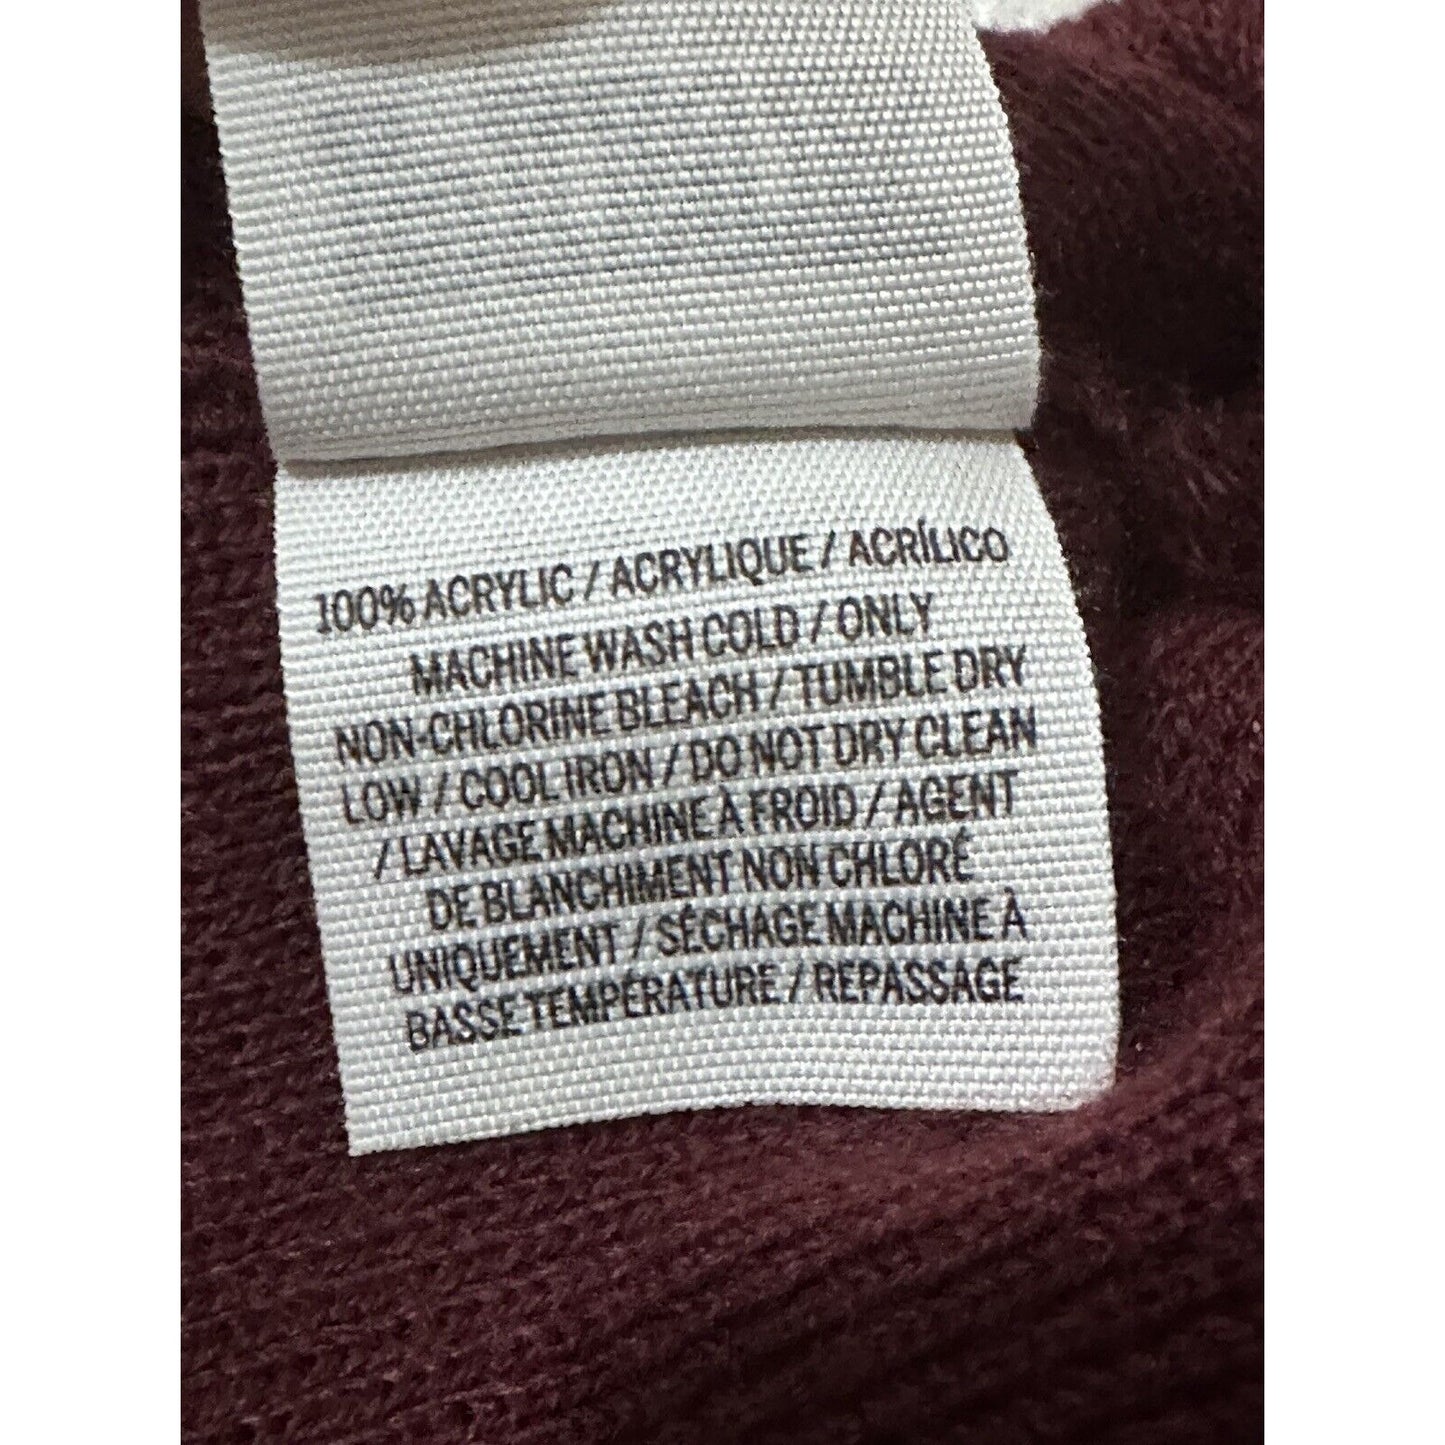 100% ACRYLIC / ACRYLIQUE / ACRÍLICO
MACHINE WASH COLD / ONLY
NON-CHLORINE BLEACH / TUMBLE DRY
LOW / COOL IRON / DO NOT DRY CLEAN
/ LAVAGE MACHINE À FROID / AGENT
DE BLANCHIMENT NON CHLORÉ
UNIQUEMENT / SÉCHAGE MACHINE À
BASSE TEMPÉRATURE / REPASSAGE